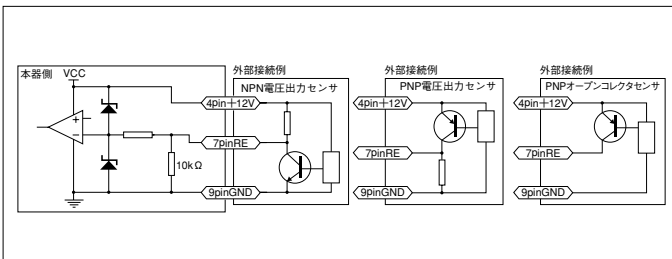 本器側
VCC
10kΩ
外部接続例
NPN電圧出力センサ
4pin+12V
7pinRE
9pinGND
外部接続例
PNP電圧出力センサ
4pin+12V
7pinRE
9pinGND
外部接続例
PNPオープンコレクタセンサ
4pin+12V
7pinRE
9pinGND